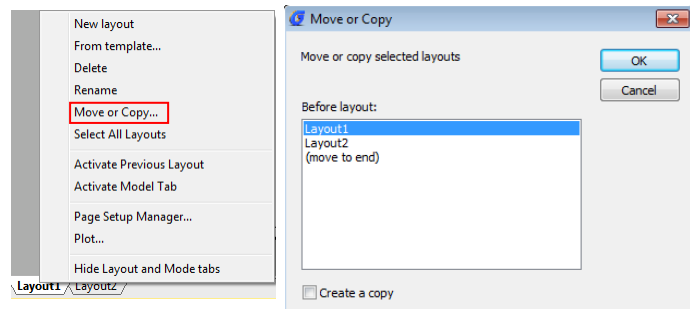 New layout
From template...
Delete
Rename
Move or Copy...
Select All Layouts
Activate Previous Layout
Activate Model Tab
Page Setup Manager...
Plot...
Hide Layout and Mode tabs
Layout1 Layout2
Move or Copy
Move or copy selected layouts
OK
Cancel
Before layout:
Layout1
Layout2
(move to end)
Create a copy